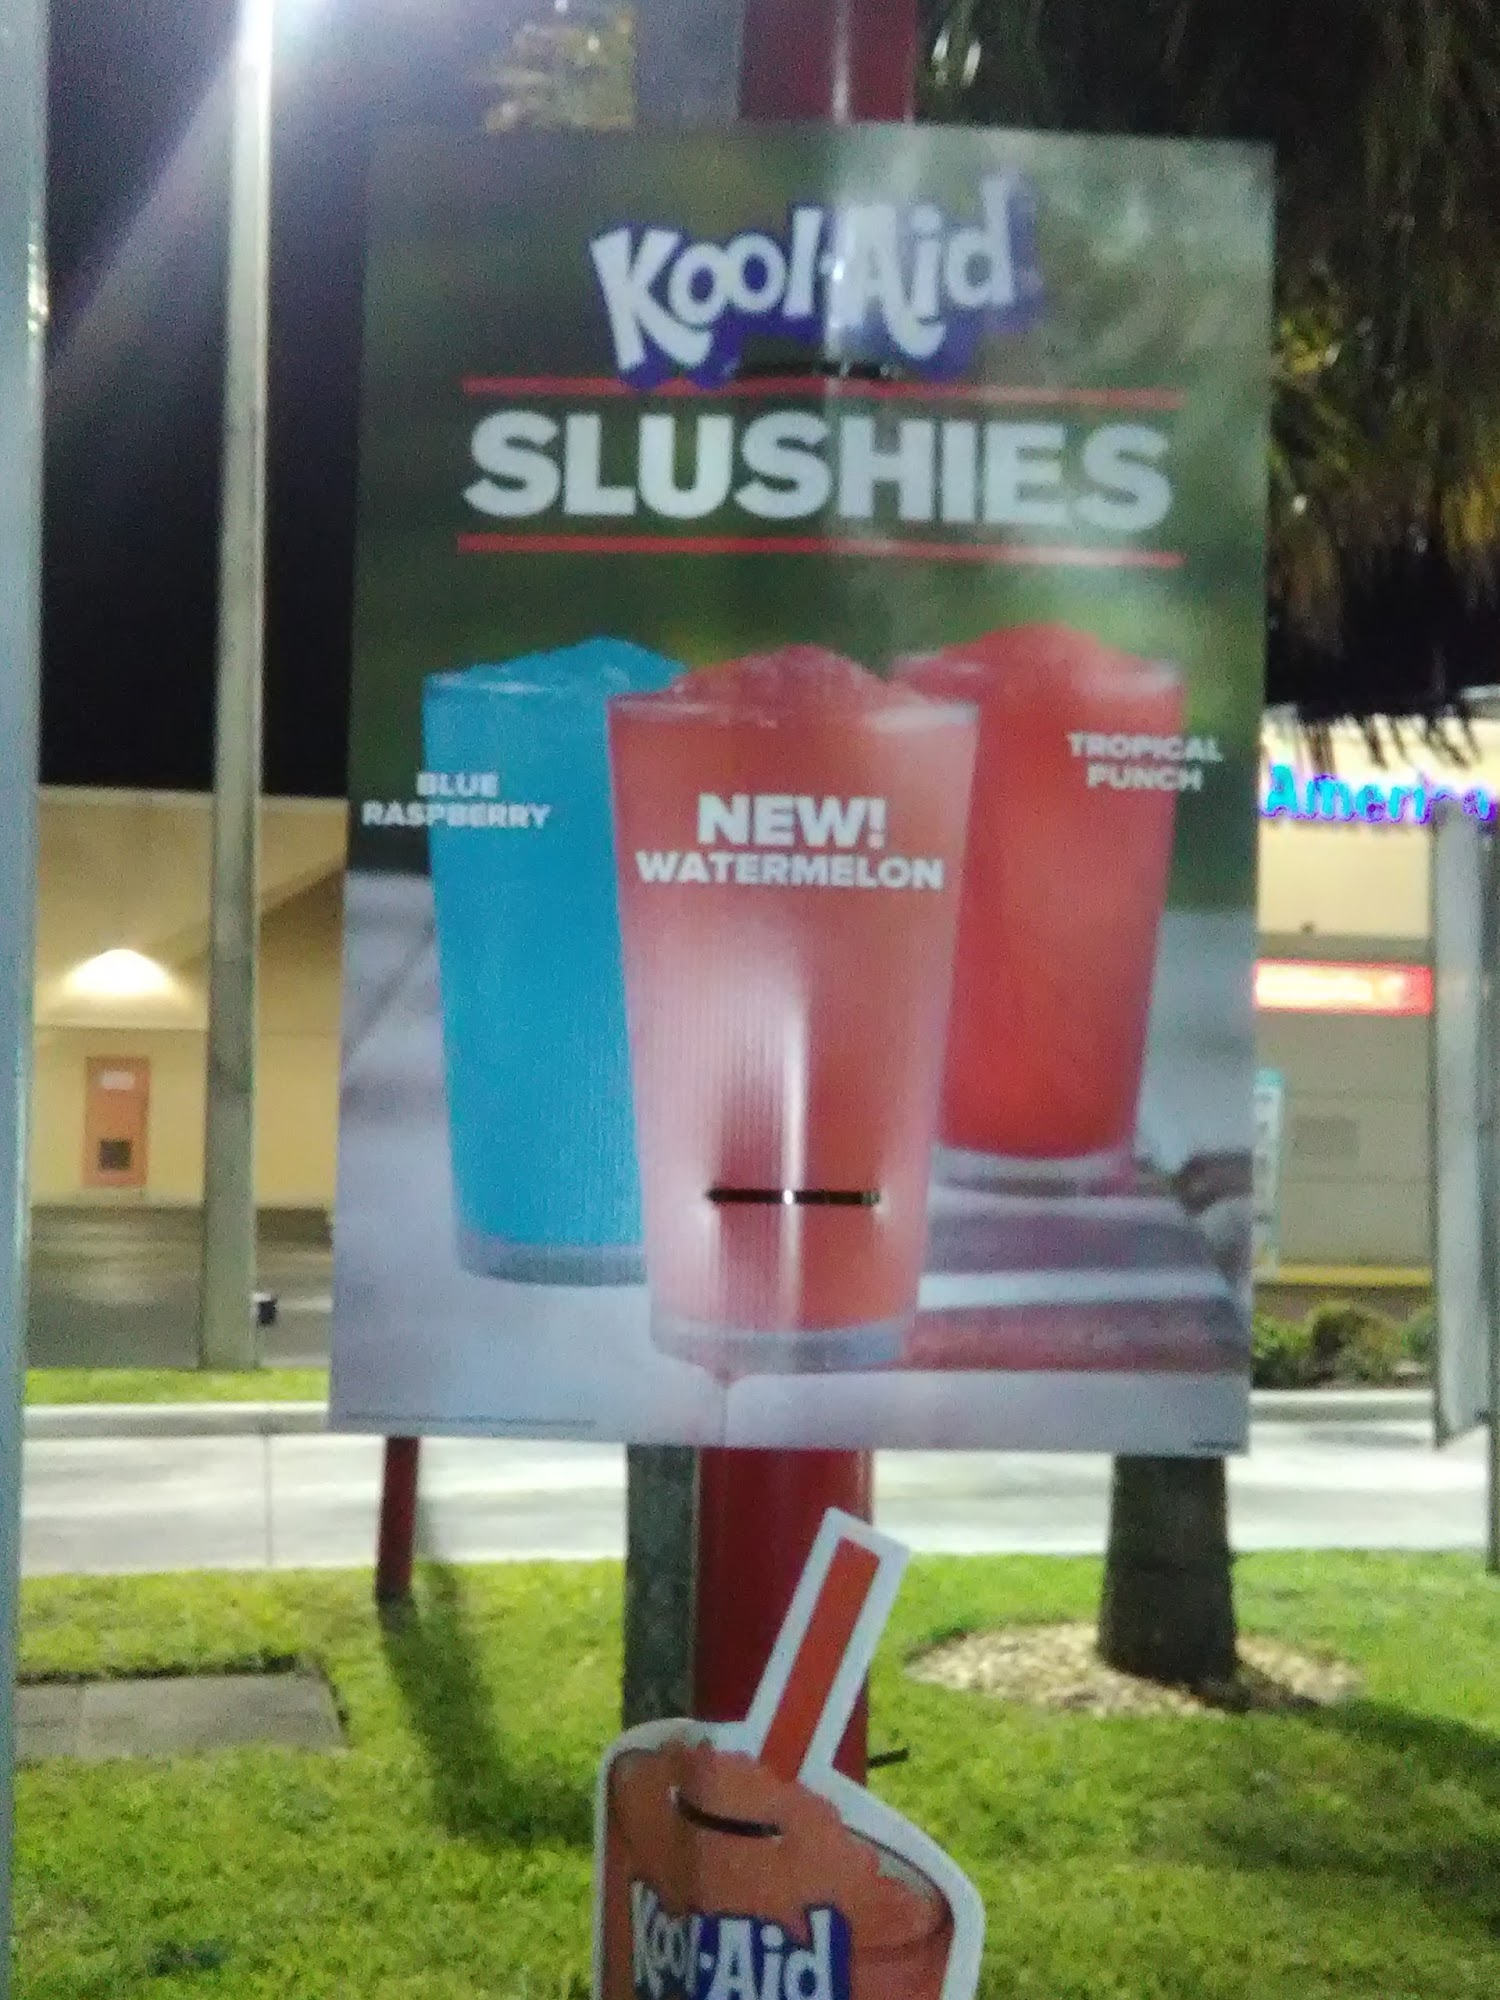 Kool-Aid
SLUSHIES
BLUE
RASPBERRY
NEW!
WATERMELON
TROPICAL
PUNCH
Kool-Aid